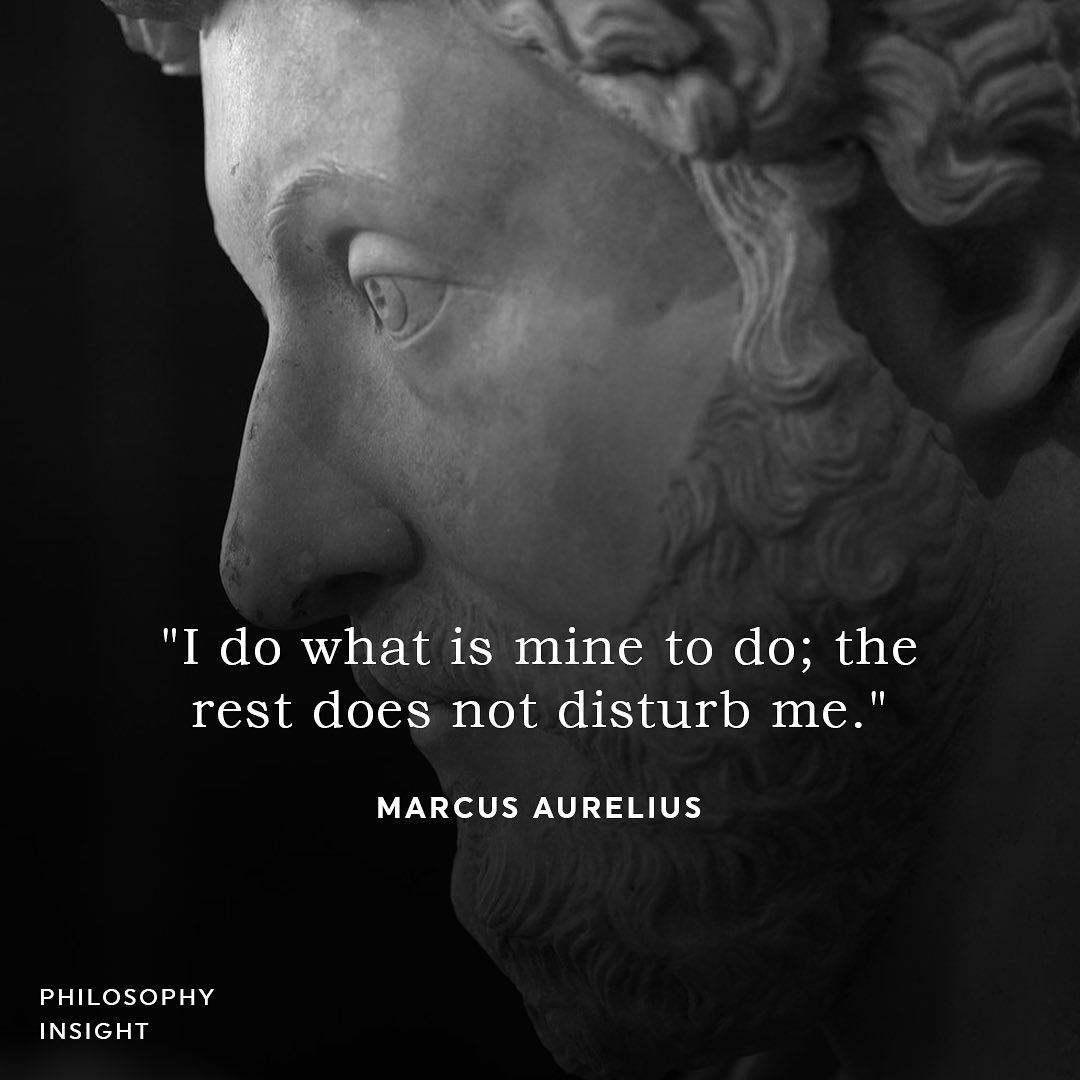 "I do what is mine to do; the
rest does not disturb me."
MARCUS AURELIUS
PHILOSOPHY
INSIGHT